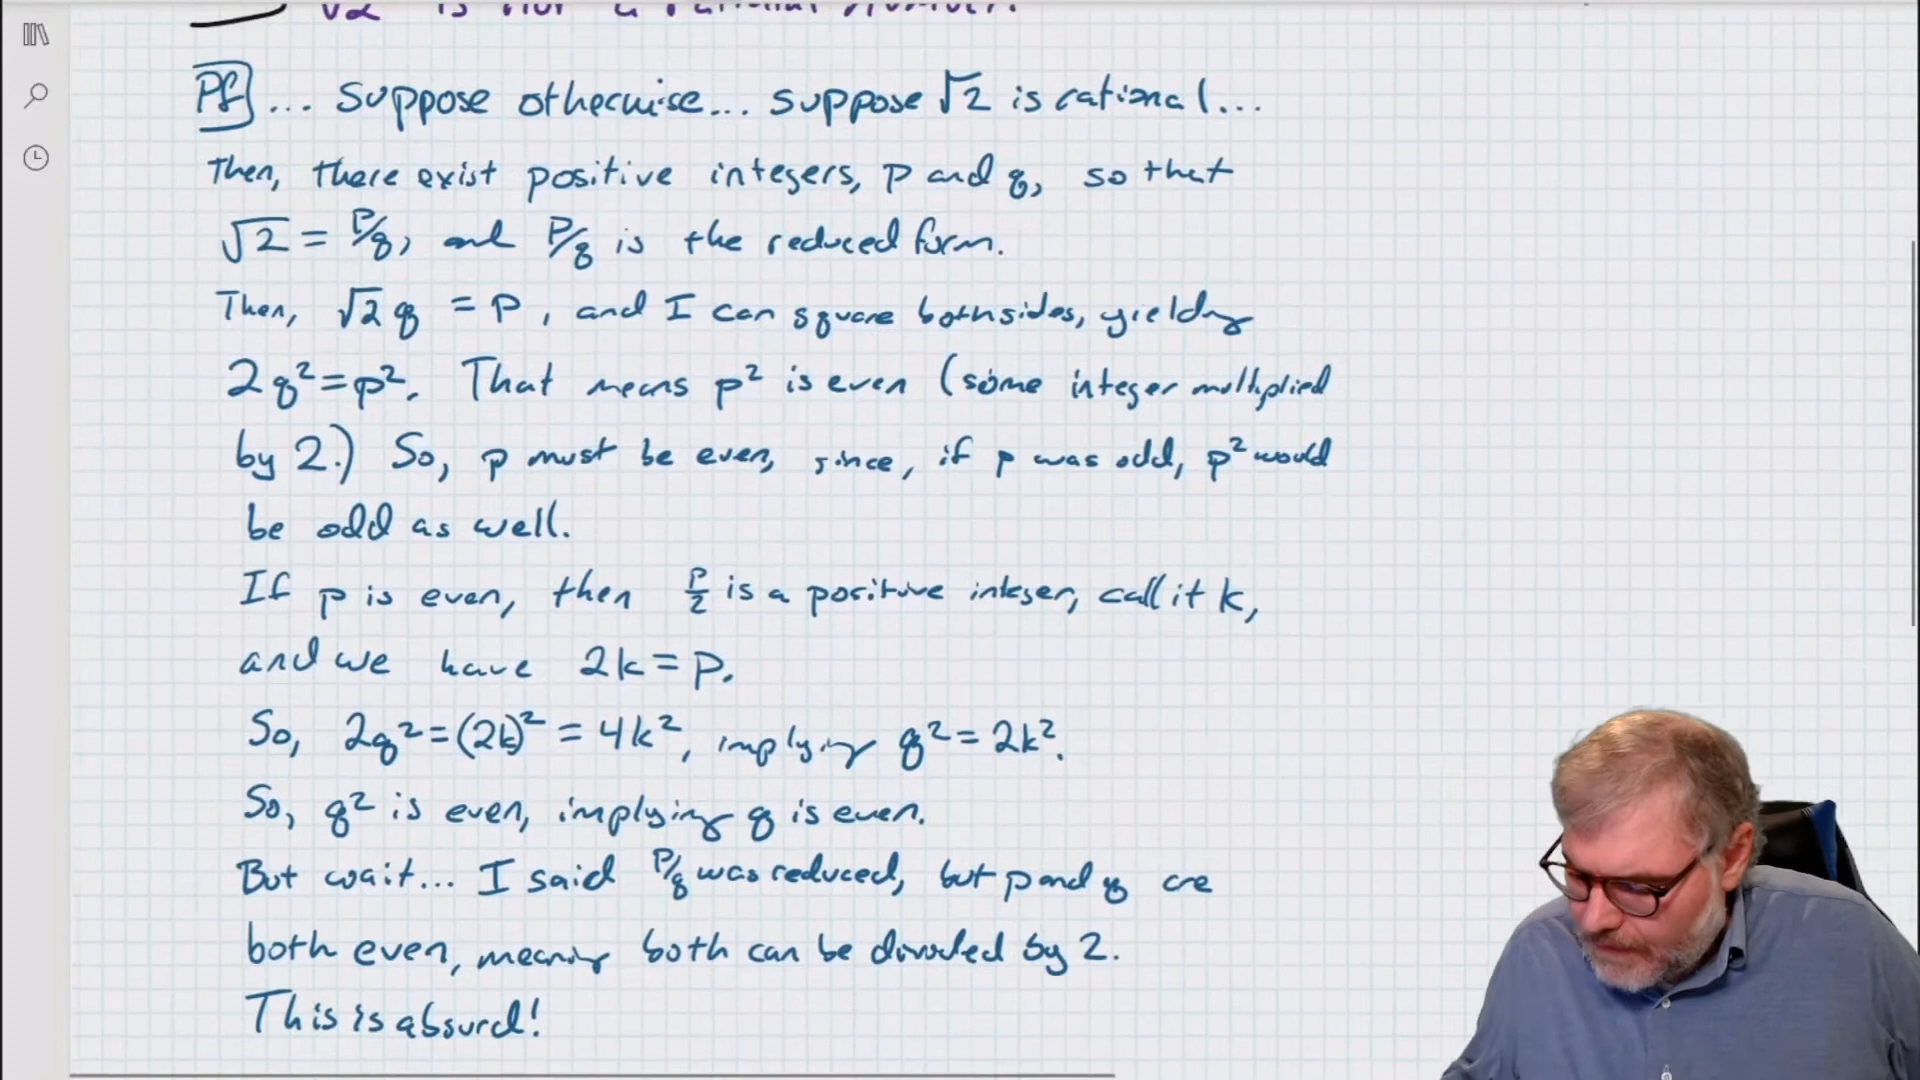 √2 is not a rational number.
Pf ... suppose otherwise... suppose √2 is rational...
Then, there exist positive integers, p and q, so that
√2 = p/q, and p/q is the reduced form.
Then, √2 q = p, and I can square both sides, yielding
2q² = p². That means p² is even (some integer multiplied
by 2.) So, p must be even, since, if p was odd, p² would
be odd as well.
If p is even, then p/2 is a positive integer, call it k,
and we have 2k = p.
So, 2q² = (2k)² = 4k², implying q² = 2k².
So, q² is even, implying q is even.
But wait... I said p/q was reduced, but p and q are
both even, meaning both can be divided by 2.
This is absurd!